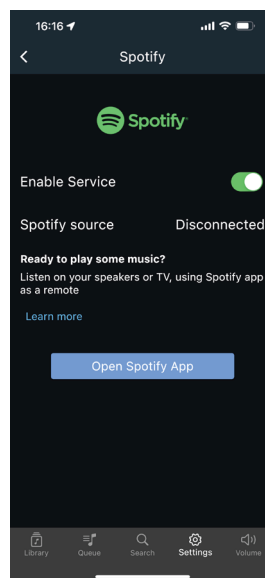 16:16
Spotify
Spotify
Enable Service
Spotify source Disconnected
Ready to play some music?
Listen on your speakers or TV, using Spotify app
as a remote
Learn more
Open Spotify App
Library Queue Search Settings Volume